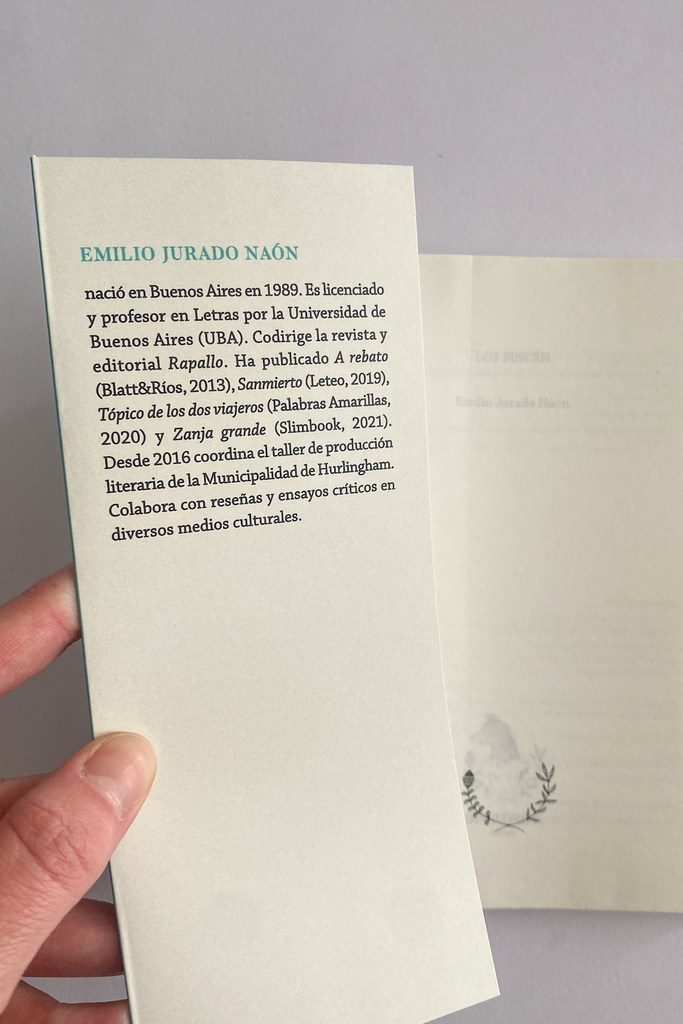 EMILIO JURADO NAÓN
nació en Buenos Aires en 1989. Es licenciado
y profesor en Letras por la Universidad de
Buenos Aires (UBA). Codirige la revista y
editorial Rapallo. Ha publicado A rebato
(Blatt&Ríos, 2013), Sanmierto (Leteo, 2019),
Tópico de los dos viajeros (Palabras Amarillas,
2020) y Zanja grande (Slimbook, 2021).
Desde 2016 coordina el taller de producción
literaria de la Municipalidad de Hurlingham.
Colabora con reseñas y ensayos críticos en
diversos medios culturales.
LOS PINCÉN
Emilio Jurado Naón